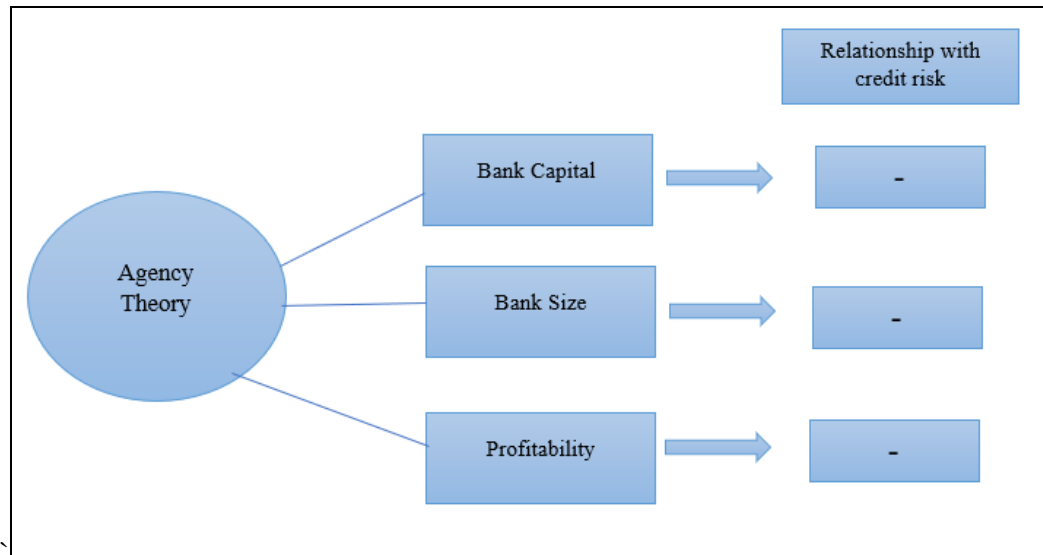 Relationship with
credit risk
Bank Capital
-
Agency
Theory
Bank Size
-
Profitability
-
`